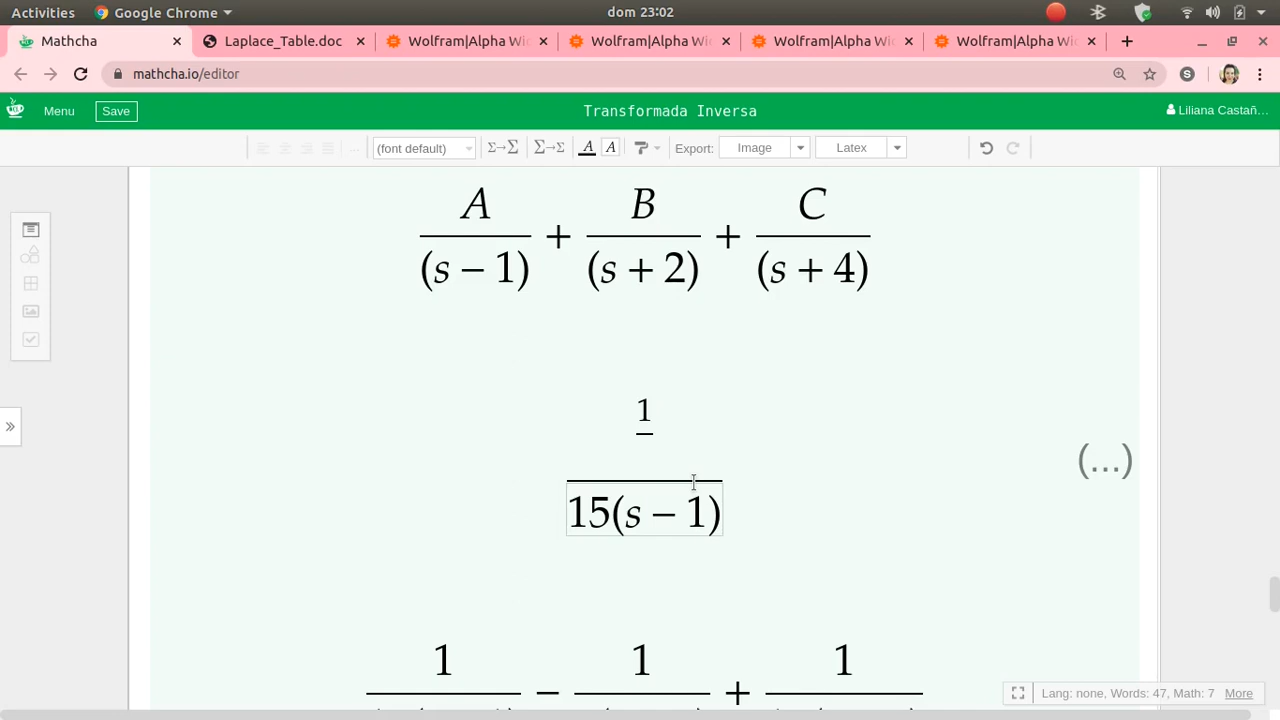 Activities Google Chrome dom 23:02
Mathcha Laplace_Table.doc Wolfram|Alpha Wi Wolfram|Alpha Wi Wolfram|Alpha Wi Wolfram|Alpha Wi
mathcha.io/editor S
Menu Save Transformada Inversa Liliana Castañ...
... (font default) Σ→Σ Σ→Σ A A Export: Image Latex
A B C
+ + +
(s − 1) (s + 2) (s + 4)
1
(...)
15(s − 1)
1 1 1
− +
Lang: none, Words: 47, Math: 7 More